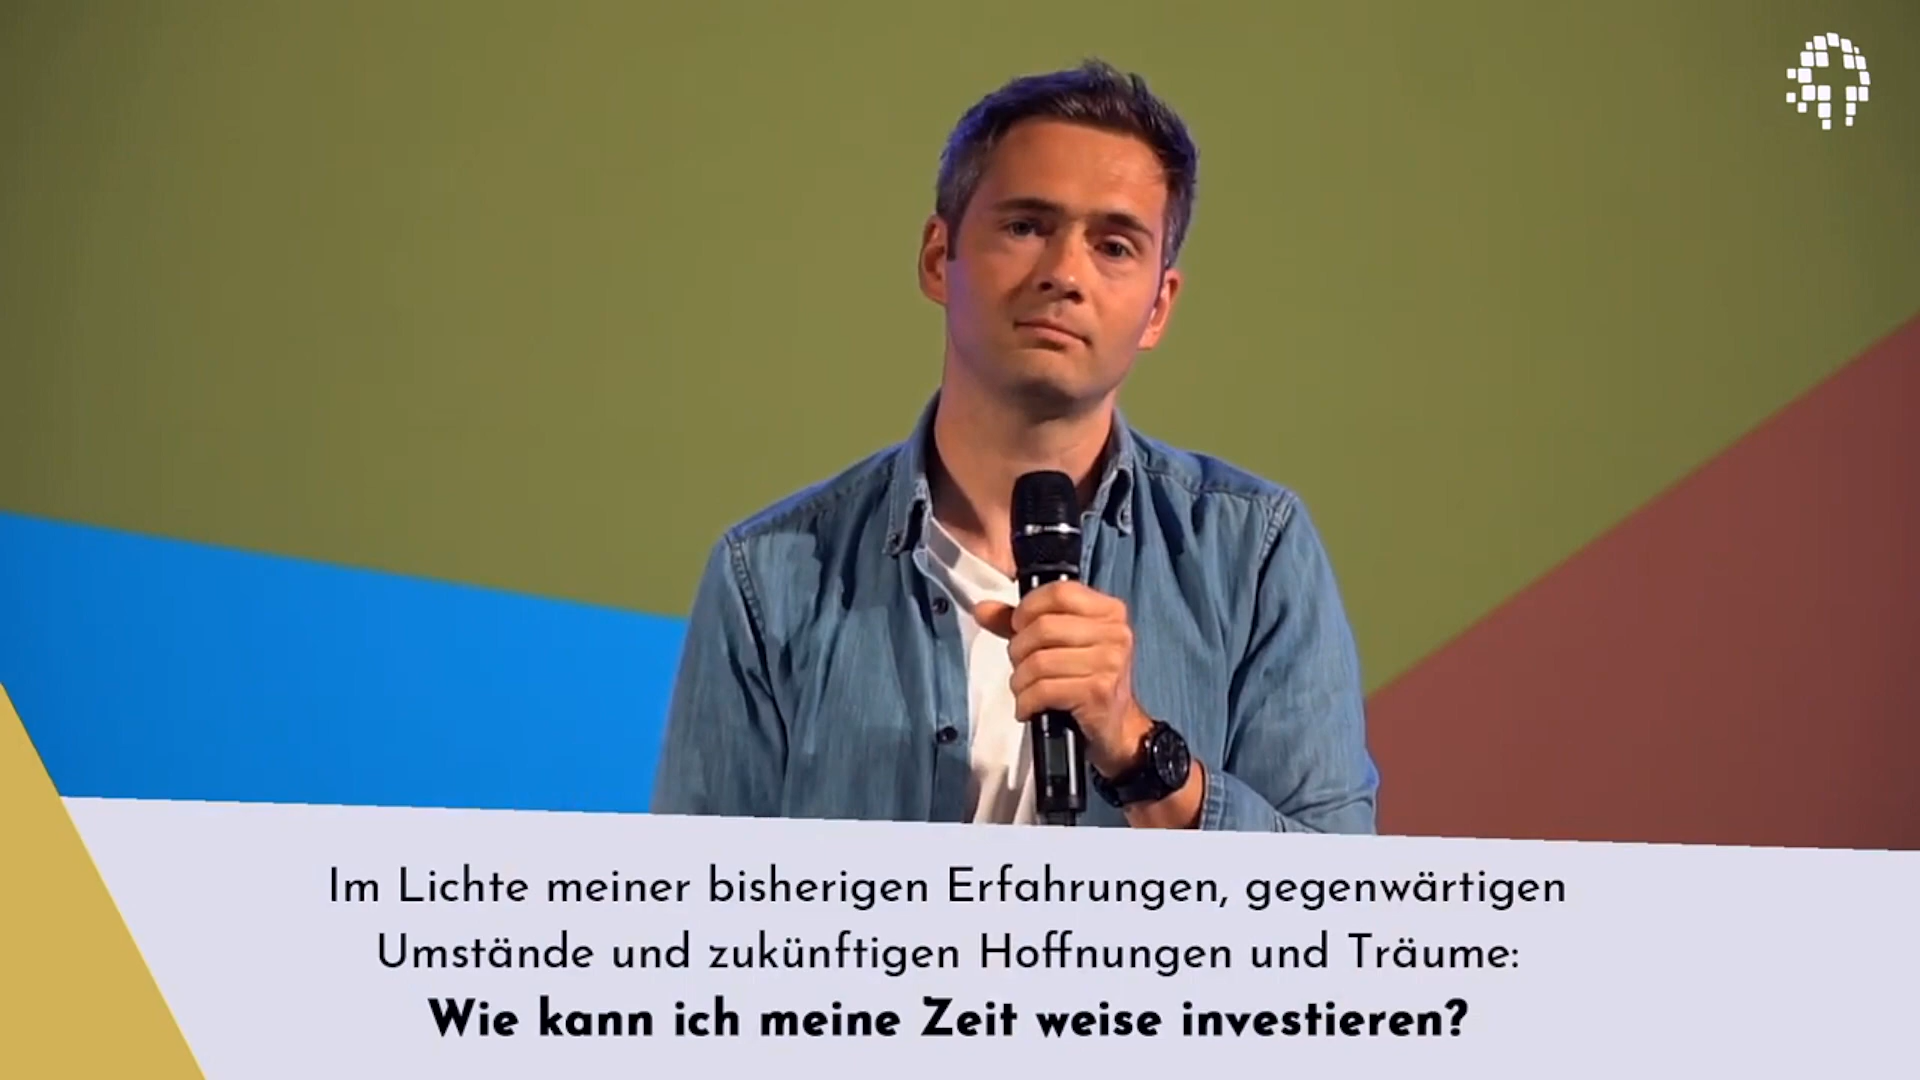 Im Lichte meiner bisherigen Erfahrungen, gegenwärtigen
Umstände und zukünftigen Hoffnungen und Träume:
Wie kann ich meine Zeit weise investieren?